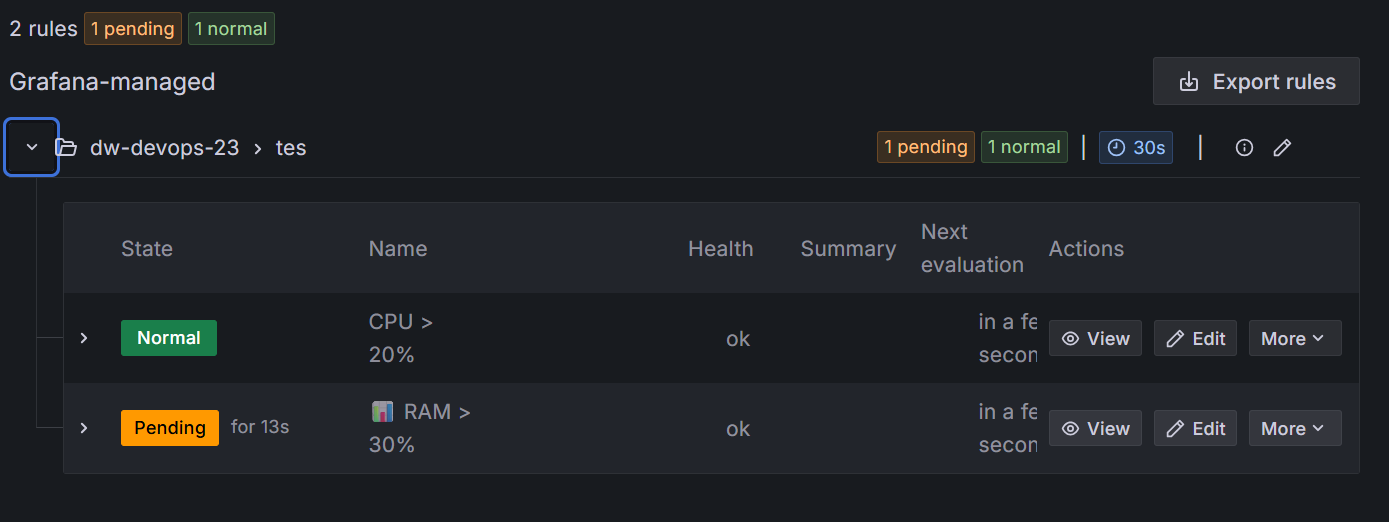 2 rules 1 pending 1 normal
Grafana-managed Export rules
dw-devops-23 > tes 1 pending 1 normal | 30s |
State Name Health Summary Next evaluation Actions
Normal CPU > 20% ok in a fe secon View Edit More
Pending for 13s RAM > 30% ok in a fe secon View Edit More